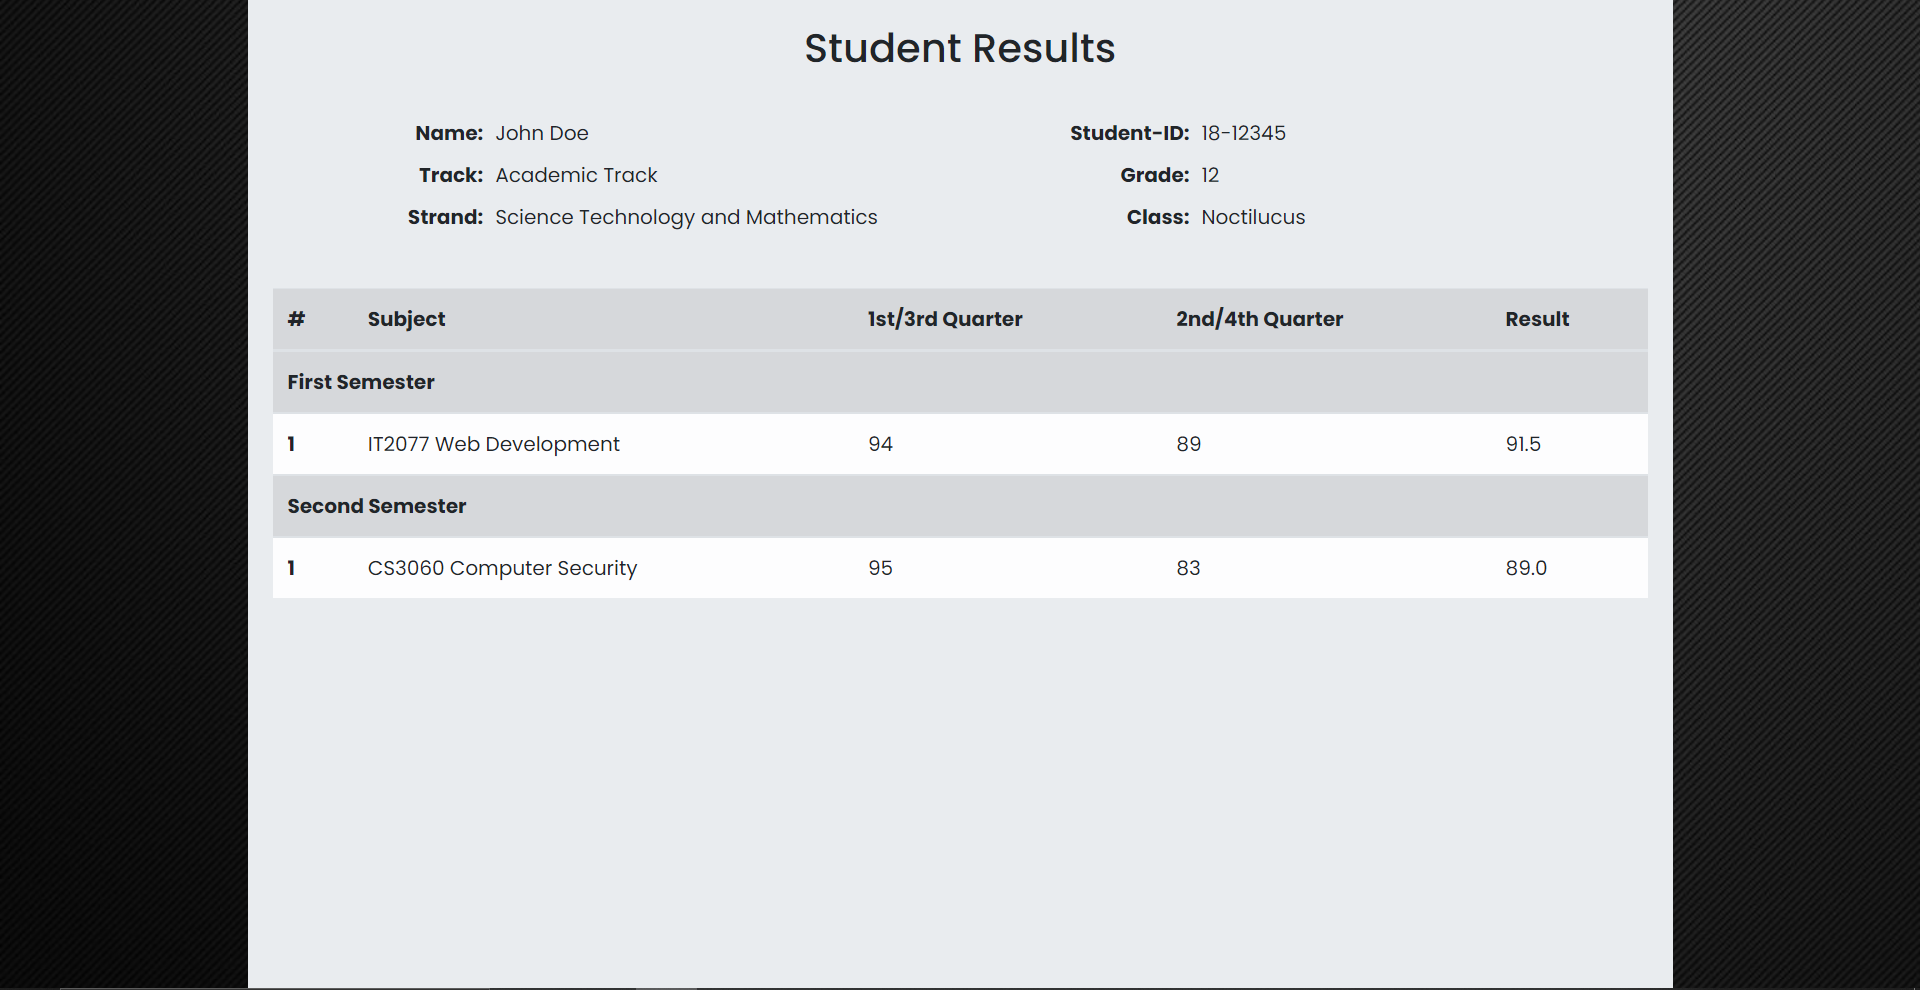 Student Results
Name: John Doe Student-ID: 18-12345
Track: Academic Track Grade: 12
Strand: Science Technology and Mathematics Class: Noctilucus
# Subject 1st/3rd Quarter 2nd/4th Quarter Result
First Semester
1 IT2077 Web Development 94 89 91.5
Second Semester
1 CS3060 Computer Security 95 83 89.0